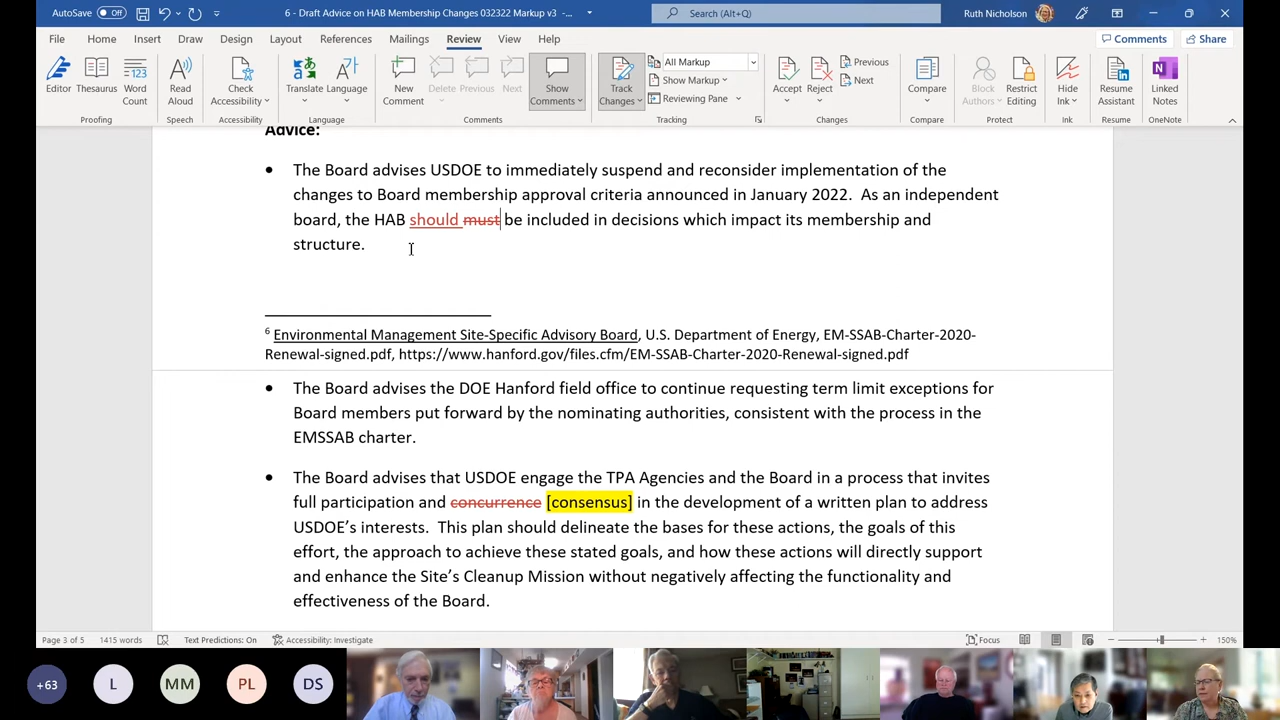 AutoSave Off 6 - Draft Advice on HAB Membership Changes 032322 Markup v3 -... Search (Alt+Q) Ruth Nicholson
File Home Insert Draw Design Layout References Mailings Review View Help Comments Share
Editor Thesaurus Word Count Read Aloud Check Accessibility Translate Language New Comment Delete Previous Next Show Comments Track Changes All Markup Show Markup Reviewing Pane Accept Reject Previous Next Compare Block Authors Restrict Editing Hide Ink Resume Assistant Linked Notes
Proofing Speech Accessibility Language Comments Tracking Changes Compare Protect Ink Resume OneNote
Advice:
• The Board advises USDOE to immediately suspend and reconsider implementation of the
changes to Board membership approval criteria announced in January 2022. As an independent
board, the HAB should must be included in decisions which impact its membership and
structure.
6 Environmental Management Site-Specific Advisory Board, U.S. Department of Energy, EM-SSAB-Charter-2020-
Renewal-signed.pdf, https://www.hanford.gov/files.cfm/EM-SSAB-Charter-2020-Renewal-signed.pdf
• The Board advises the DOE Hanford field office to continue requesting term limit exceptions for
Board members put forward by the nominating authorities, consistent with the process in the
EMSSAB charter.
• The Board advises that USDOE engage the TPA Agencies and the Board in a process that invites
full participation and concurrence [consensus] in the development of a written plan to address
USDOE's interests. This plan should delineate the bases for these actions, the goals of this
effort, the approach to achieve these stated goals, and how these actions will directly support
and enhance the Site's Cleanup Mission without negatively affecting the functionality and
effectiveness of the Board.
Page 3 of 5 1415 words Text Predictions: On Accessibility: Investigate Focus 150%
+63 L MM PL DS